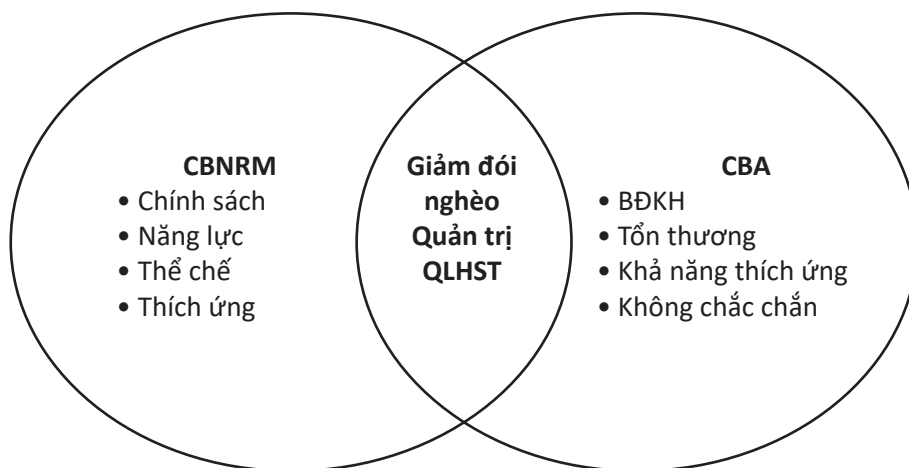 CBNRM
• Chính sách
• Năng lực
• Thể chế
• Thích ứng
Giảm đói
nghèo
Quản trị
QLHST
CBA
• BĐKH
• Tổn thương
• Khả năng thích ứng
• Không chắc chắn